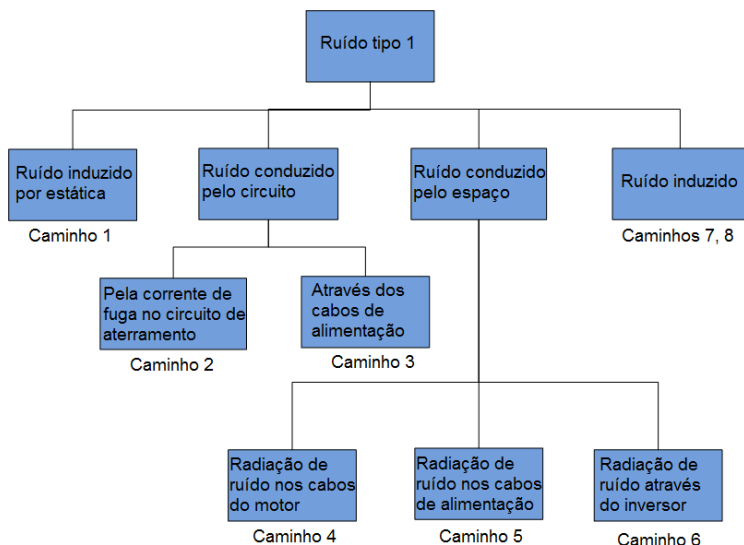 Ruído tipo 1
Ruído induzido
por estática
Caminho 1
Ruído conduzido
pelo circuito
Ruído conduzido
pelo espaço
Ruído induzido
Caminhos 7, 8
Pela corrente de
fuga no circuito de
aterramento
Caminho 2
Através dos
cabos de
alimentação
Caminho 3
Radiação de
ruído nos cabos
do motor
Caminho 4
Radiação de
ruído nos cabos
de alimentação
Caminho 5
Radiação de
ruído através
do inversor
Caminho 6